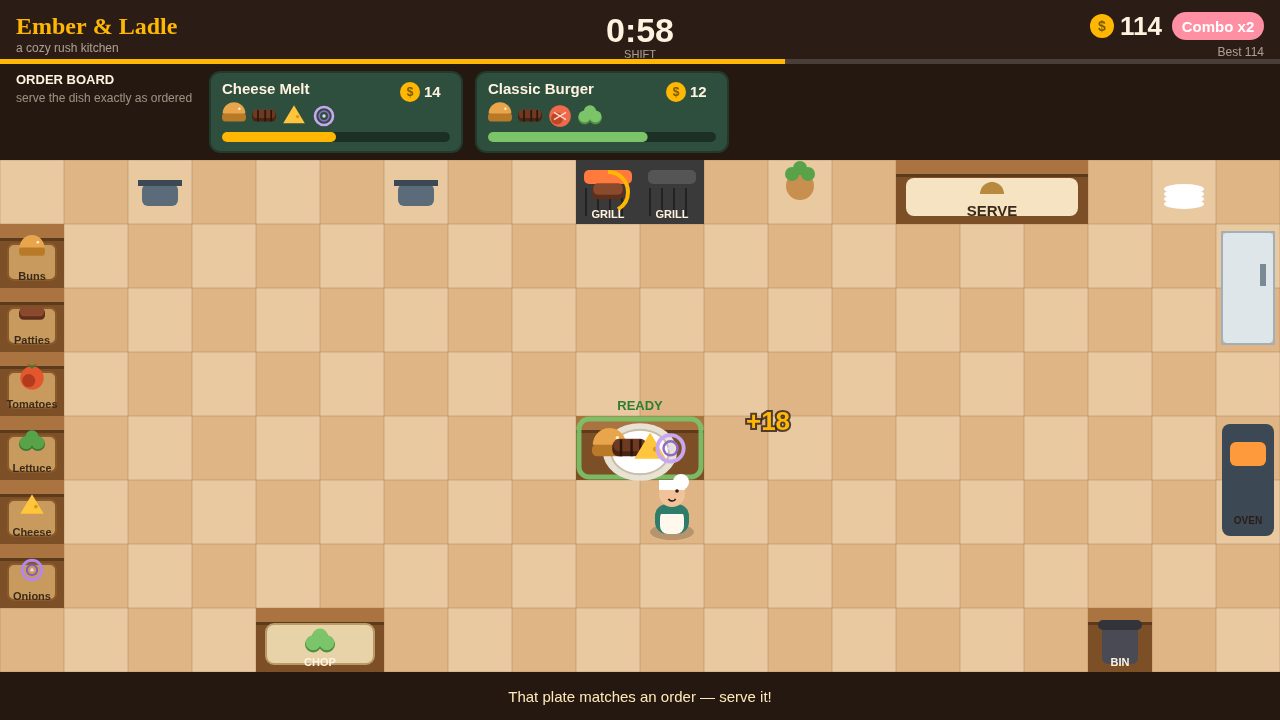 Ember & Ladle
a cozy rush kitchen
0:58
SHIFT
$ 114
Combo x2
Best 114
ORDER BOARD
serve the dish exactly as ordered
Cheese Melt
$ 14
Classic Burger
$ 12
GRILL
GRILL
SERVE
Buns
Patties
Tomatoes
Lettuce
Cheese
Onions
READY
+18
OVEN
CHOP
BIN
That plate matches an order — serve it!